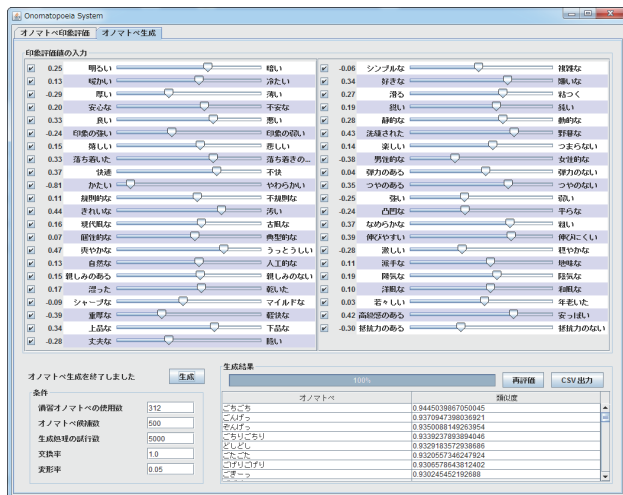 Onomatopoeia System
オノマトペ印象評価 オノマトペ生成
印象評価値の入力
0.25 明るい 暗い
0.13 暖かい 冷たい
-0.29 厚い 薄い
0.20 安心な 不安な
0.33 良い 悪い
-0.24 印象の強い 印象の弱い
0.15 嬉しい 悲しい
0.33 落ち着いた 落ち着きの...
0.37 快適 不快
-0.81 かたい やわらかい
0.11 規則的な 不規則な
0.44 きれいな 汚い
0.16 現代風な 古風な
0.07 個性的な 典型的な
0.47 爽やかな うっとうしい
0.13 自然な 人工的な
0.15 親しみのある 親しみのない
0.17 湿った 乾いた
-0.09 シャープな マイルドな
-0.39 重厚な 軽快な
0.34 上品な 下品な
-0.28 丈夫な 脆い
-0.06 シンプルな 複雑な
0.34 好きな 嫌いな
0.27 滑る 粘つく
0.19 鋭い 鈍い
0.28 静的な 動的な
0.43 洗練された 野暮な
0.14 楽しい つまらない
-0.38 男性的な 女性的な
0.04 弾力のある 弾力のない
0.35 つやのある つやのない
-0.25 強い 弱い
-0.24 凸凹な 平らな
0.37 なめらかな 粗い
0.39 伸びやすい 伸びにくい
-0.28 激しい 穏やかな
0.11 派手な 地味な
0.19 陽気な 陰気な
0.10 洋風な 和風な
0.03 若々しい 年老いた
0.42 高級感のある 安っぽい
-0.30 抵抗力のある 抵抗力のない
オノマトペ生成を終了しました 生成
条件
慣習オノマトペの使用数 312
オノマトペ候補数 500
生成処理の試行数 5000
交換率 1.0
変形率 0.05
生成結果
100% 再評価 CSV出力
オノマトペ 類似度
ごちごち 0.9445039867050045
ごんげっ 0.9370947398036921
ぞんげっ 0.9350088149263954
ごちりごちり 0.9339237893894046
どしどし 0.9329183572938686
ごたごた 0.9320557346247924
ごげりごげり 0.9306578643812402
ごぎーっ 0.930245452192688